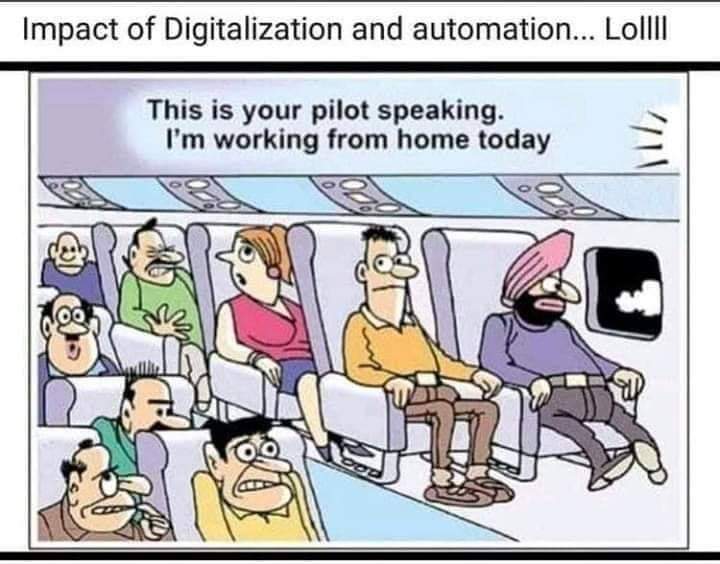 Impact of Digitalization and automation... Lollll
This is your pilot speaking.
I'm working from home today